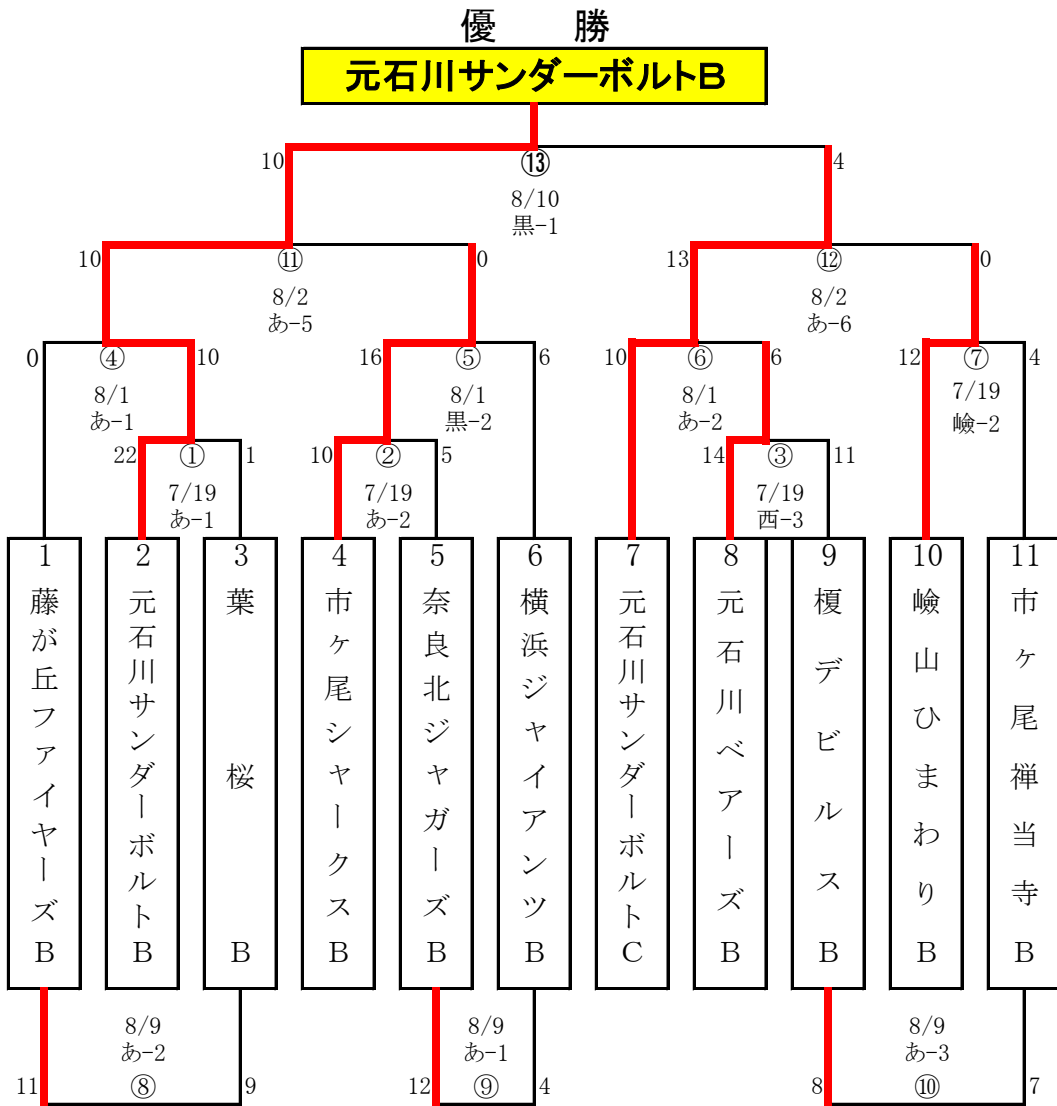 優 勝
元石川サンダーボルトB
10 ⑬ 4
8/10
黒-1
10 ⑪ 0
8/2
あ-5
13 ⑫ 0
8/2
あ-6
0 ④ 10
8/1
あ-1
16 ⑤ 6
8/1
黒-2
10 ⑥ 6
8/1
あ-2
12 ⑦ 4
7/19
嶮-2
22 ① 1
7/19
あ-1
10 ② 5
7/19
あ-2
14 ③ 11
7/19
西-3
1 藤が丘ファイヤーズB
2 元石川サンダーボルトB
3 葉桜B
4 市ヶ尾シャークスB
5 奈良北ジャガーズB
6 横浜ジャイアンツB
7 元石川サンダーボルトC
8 元石川ベアーズB
9 榎デビルスB
10 嶮山ひまわりB
11 市ヶ尾禅当寺B
8/9
あ-2
11 ⑧ 9
8/9
あ-1
12 ⑨ 4
8/9
あ-3
8 ⑩ 7